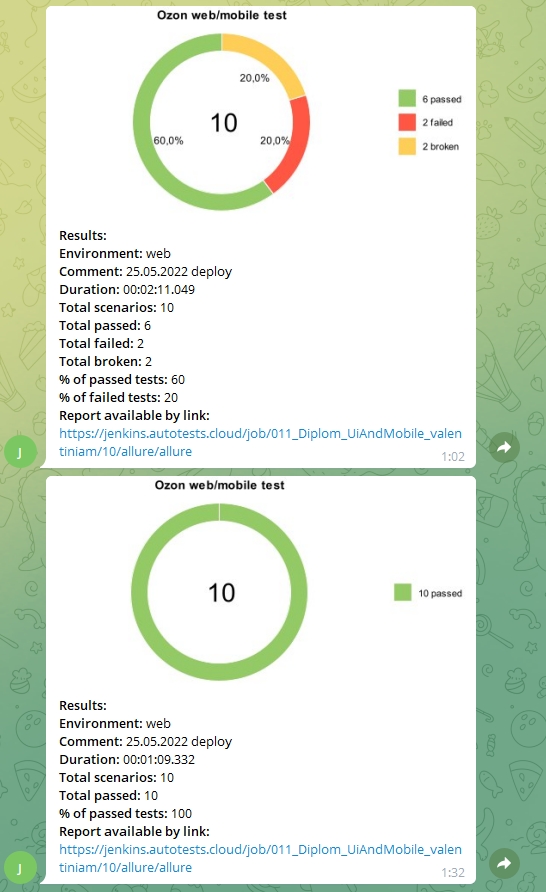 Ozon web/mobile test
20,0%
10
60,0%
20,0%
6 passed
2 failed
2 broken
Results:
Environment: web
Comment: 25.05.2022 deploy
Duration: 00:02:11.049
Total scenarios: 10
Total passed: 6
Total failed: 2
Total broken: 2
% of passed tests: 60
% of failed tests: 20
Report available by link:
https://jenkins.autotests.cloud/job/011_Diplom_UiAndMobile_valen
tiniam/10/allure/allure
J
1:02
Ozon web/mobile test
10
10 passed
Results:
Environment: web
Comment: 25.05.2022 deploy
Duration: 00:01:09.332
Total scenarios: 10
Total passed: 10
% of passed tests: 100
Report available by link:
https://jenkins.autotests.cloud/job/011_Diplom_UiAndMobile_valen
tiniam/10/allure/allure
J
1:32